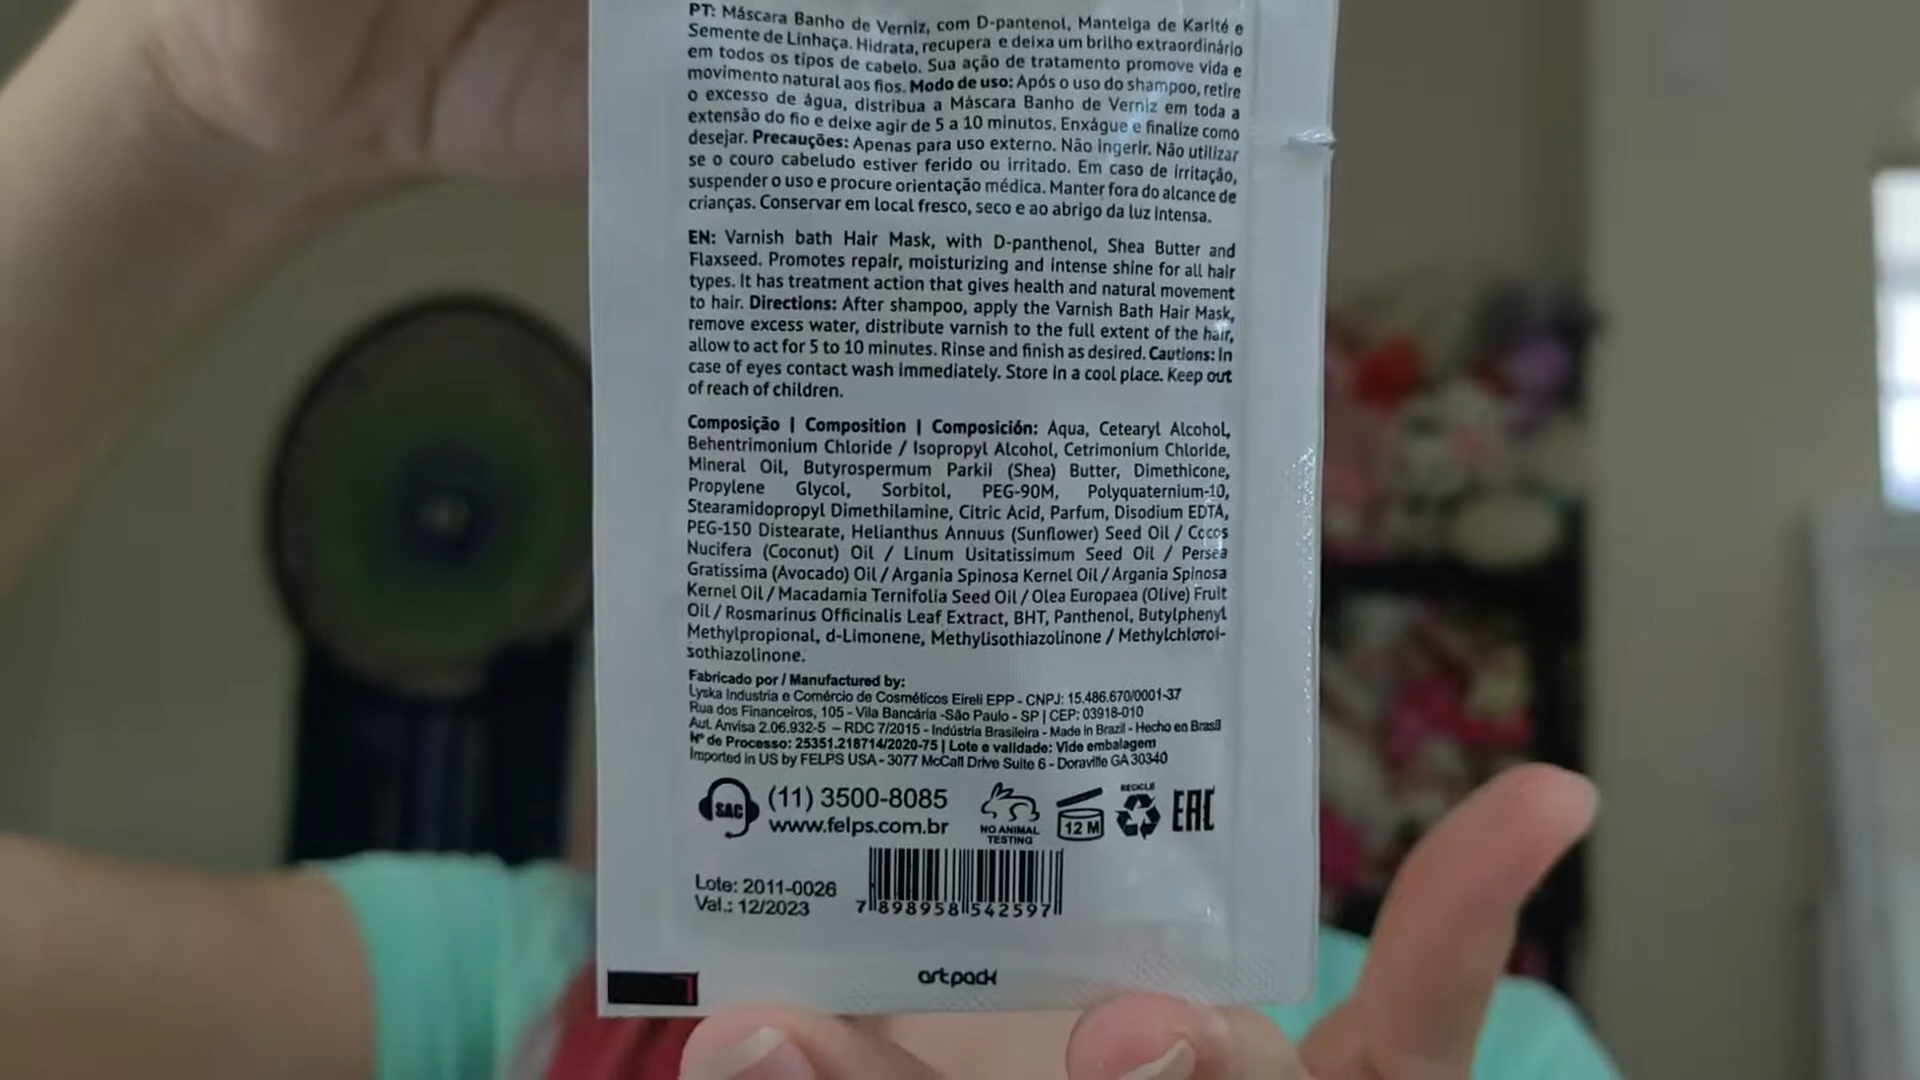 PT: Máscara Banho de Verniz, com D-pantenol, Manteiga de Karité e
Semente de Linhaça. Hidrata, recupera e deixa um brilho extraordinário
em todos os tipos de cabelo. Sua ação de tratamento promove vida e
movimento natural aos fios. Modo de uso: Após o uso do shampoo, retire
o excesso de água, distribua a Máscara Banho de Verniz em toda a
extensão do fio e deixe agir de 5 a 10 minutos. Enxágue e finalize como
desejar. Precauções: Apenas para uso externo. Não ingerir. Não utilizar
se o couro cabeludo estiver ferido ou irritado. Em caso de irritação,
suspender o uso e procure orientação médica. Manter fora do alcance de
crianças. Conservar em local fresco, seco e ao abrigo da luz intensa.
EN: Varnish bath Hair Mask, with D-panthenol, Shea Butter and
Flaxseed. Promotes repair, moisturizing and intense shine for all hair
types. It has treatment action that gives health and natural movement
to hair. Directions: After shampoo, apply the Varnish Bath Hair Mask,
remove excess water, distribute varnish to the full extent of the hair,
allow to act for 5 to 10 minutes. Rinse and finish as desired. Cautions: In
case of eyes contact wash immediately. Store in a cool place. Keep out
of reach of children.
Composição | Composition | Composición: Aqua, Cetearyl Alcohol,
Behentrimonium Chloride / Isopropyl Alcohol, Cetrimonium Chloride,
Mineral Oil, Butyrospermum Parkii (Shea) Butter, Dimethicone,
Propylene Glycol, Sorbitol, PEG-90M, Polyquaternium-10,
Stearamidopropyl Dimethilamine, Citric Acid, Parfum, Disodium EDTA,
PEG-150 Distearate, Helianthus Annuus (Sunflower) Seed Oil / Cocos
Nucifera (Coconut) Oil / Linum Usitatissimum Seed Oil / Persea
Gratissima (Avocado) Oil / Argania Spinosa Kernel Oil / Argania Spinosa
Kernel Oil / Macadamia Ternifolia Seed Oil / Olea Europaea (Olive) Fruit
Oil / Rosmarinus Officinalis Leaf Extract, BHT, Panthenol, Butylphenyl
Methylpropional, d-Limonene, Methylisothiazolinone / Methylchloroi-
sothiazolinone.
Fabricado por / Manufactured by:
Lyska Industria e Comércio de Cosméticos Eireli EPP - CNPJ: 15.486.670/0001-37
Rua dos Financeiros, 105 - Vila Bancária -São Paulo - SP | CEP: 03918-010
Aut. Anvisa 2.06.932-5 – RDC 7/2015 - Indústria Brasileira - Made in Brazil - Hecho en Brasil
Nº de Processo: 25351.218714/2020-75 | Lote e validade: Vide embalagem
Imported in US by FELPS USA - 3077 McCall Drive Suite 6 - Doraville GA 30340
SAC (11) 3500-8085
www.felps.com.br
NO ANIMAL
TESTING
12 M
RECICLE
EAC
Lote: 2011-0026
Val.: 12/2023
7 898958 542597
artpack